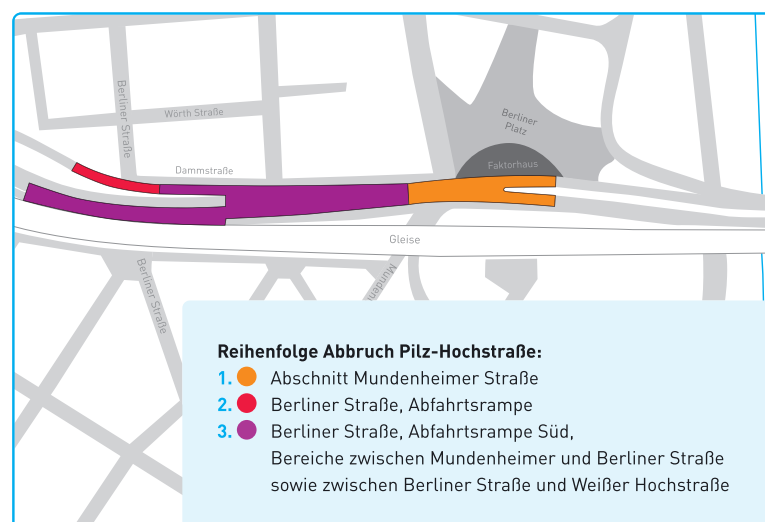 Berliner Straße
Wörth Straße
Berliner
Platz
Dammstraße
Faktorhaus
Gleise
Berliner Straße
Reihenfolge Abbruch Pilz-Hochstraße:
1. Abschnitt Mundenheimer Straße
2. Berliner Straße, Abfahrtsrampe
3. Berliner Straße, Abfahrtsrampe Süd,
Bereiche zwischen Mundenheimer und Berliner Straße
sowie zwischen Berliner Straße und Weißer Hochstraße